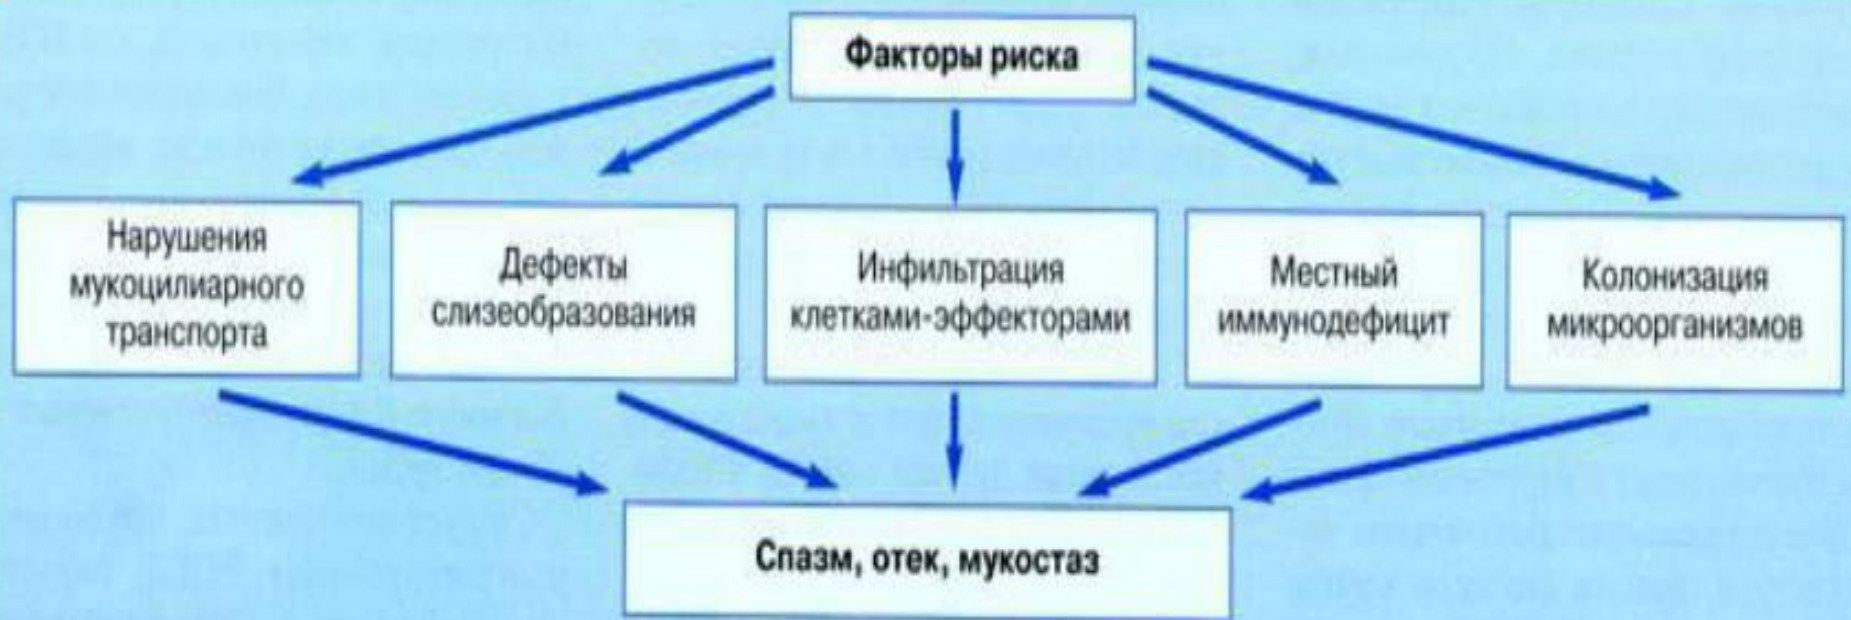 Факторы риска
Нарушения
мукоцилиарного
транспорта
Дефекты
слизеобразования
Инфильтрация
клетками-эффекторами
Местный
иммунодефицит
Колонизация
микроорганизмов
Спазм, отек, мукостаз